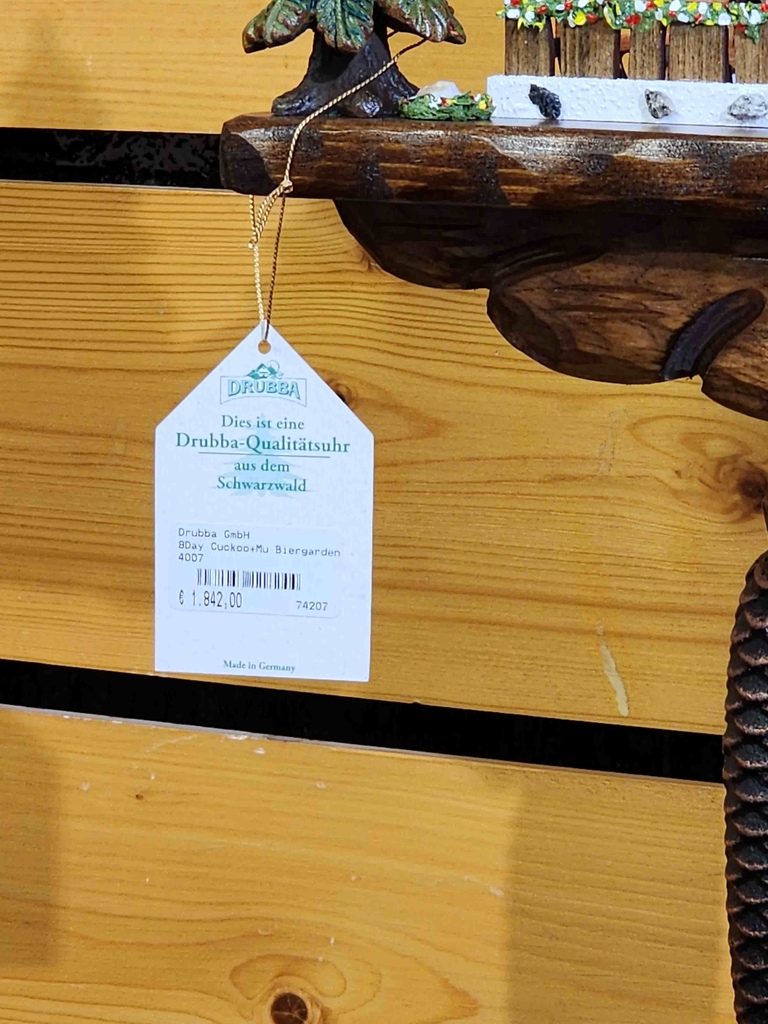 DRUBBA
Dies ist eine
Drubba-Qualitätsuhr
aus dem
Schwarzwald
Drubba GmbH
8Day Cuckoo+Mu Biergarden
4007
€ 1.842,00 74207
Made in Germany